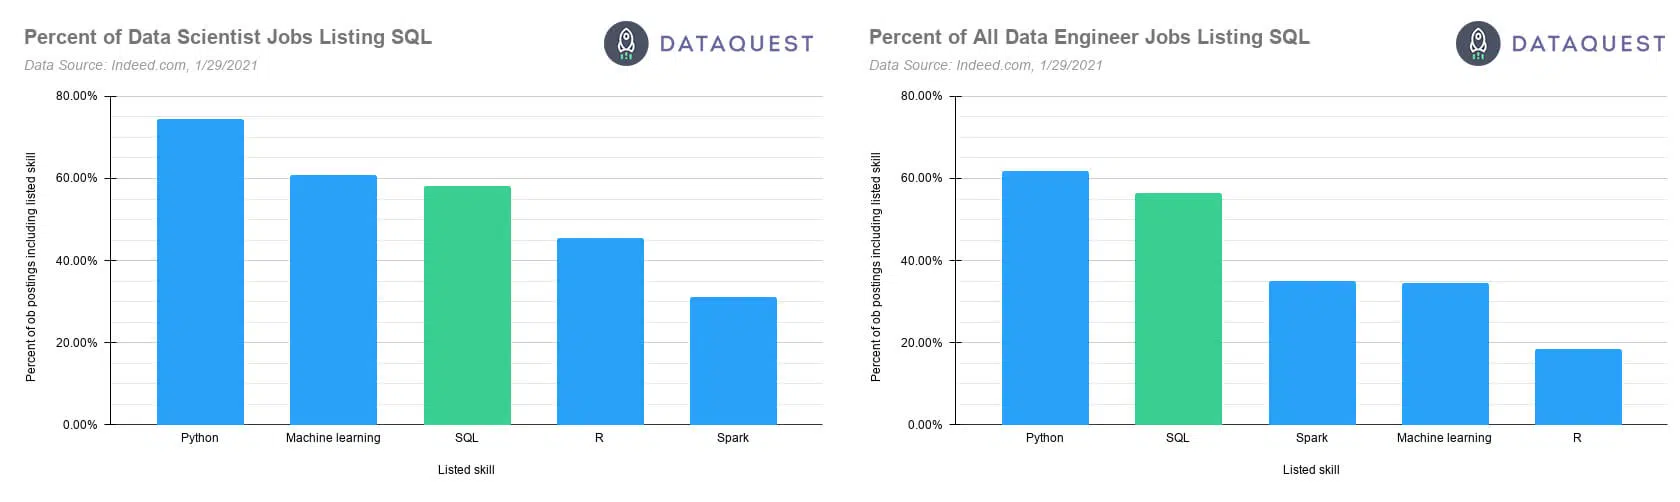 Percent of Data Scientist Jobs Listing SQL
DATAQUEST
Data Source: Indeed.com, 1/29/2021
80.00%
60.00%
40.00%
20.00%
0.00%
Percent of ob postings including listed skill
Python
Machine learning
SQL
R
Spark
Listed skill
Percent of All Data Engineer Jobs Listing SQL
DATAQUEST
Data Source: Indeed.com, 1/29/2021
80.00%
60.00%
40.00%
20.00%
0.00%
Percent of ob postings including listed skill
Python
SQL
Spark
Machine learning
R
Listed skill